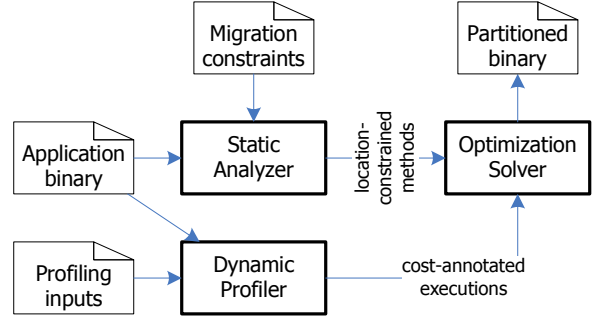 Migration
constraints
Partitioned
binary
Application
binary
Static
Analyzer
location-
constrained
methods
Optimization
Solver
Profiling
inputs
Dynamic
Profiler
cost-annotated
executions